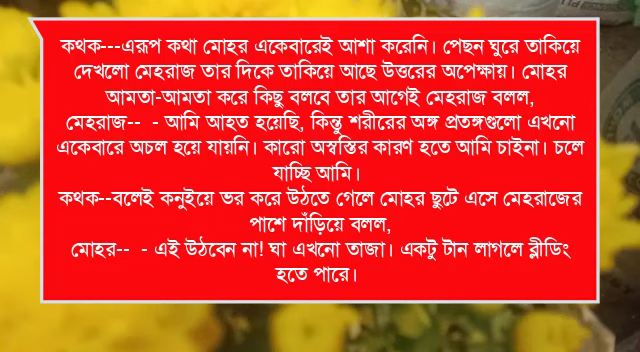 কথক---এরূপ কথা মোহর একেবারেই আশা করেনি। পেছন ঘুরে তাকিয়ে
দেখলো মেহরাজ তার দিকে তাকিয়ে আছে উত্তরের অপেক্ষায়। মোহর
আমতা-আমতা করে কিছু বলবে তার আগেই মেহরাজ বলল,
মেহরাজ--  - আমি আহত হয়েছি, কিন্তু শরীরের অঙ্গ প্রতঙ্গগুলো এখনো
একেবারে অচল হয়ে যায়নি। কারো অস্বস্তির কারণ হতে আমি চাইনা। চলে
যাচ্ছি আমি।
কথক--বলেই কনুইয়ে ভর করে উঠতে গেলে মোহর ছুটে এসে মেহরাজের
পাশে দাঁড়িয়ে বলল,
মোহর--  - এই উঠবেন না! ঘা এখনো তাজা। একটু টান লাগলে ব্লীডিং
হতে পারে।